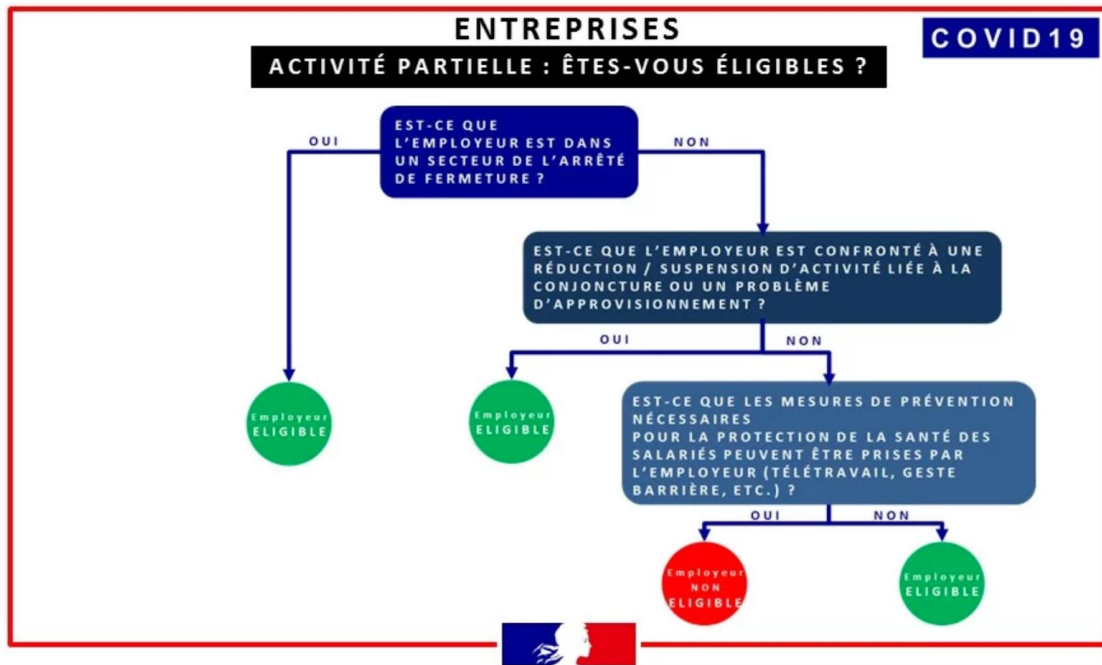 ENTREPRISES
COVID19
ACTIVITÉ PARTIELLE : ÊTES-VOUS ÉLIGIBLES ?
EST-CE QUE
L'EMPLOYEUR EST DANS
UN SECTEUR DE L'ARRÊTÉ
DE FERMETURE ?
OUI
NON
EST-CE QUE L'EMPLOYEUR EST CONFRONTÉ À UNE
RÉDUCTION / SUSPENSION D'ACTIVITÉ LIÉE À LA
CONJONCTURE OU UN PROBLÈME
D'APPROVISIONNEMENT ?
OUI
NON
Employeur
ELIGIBLE
Employeur
ELIGIBLE
EST-CE QUE LES MESURES DE PRÉVENTION
NÉCESSAIRES
POUR LA PROTECTION DE LA SANTÉ DES
SALARIÉS PEUVENT ÊTRE PRISES PAR
L'EMPLOYEUR (TÉLÉTRAVAIL, GESTE
BARRIÈRE, ETC.) ?
OUI
NON
Employeur
NON
ELIGIBLE
Employeur
ELIGIBLE